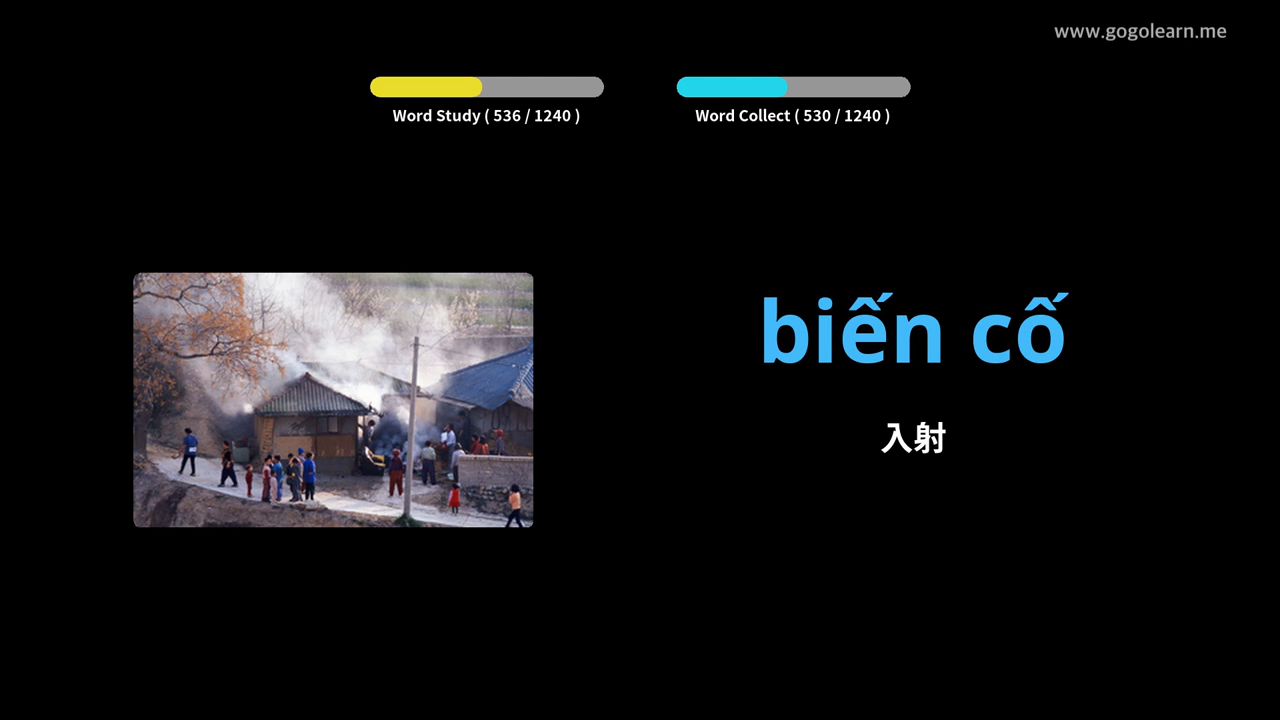 www.gogolearn.me
Word Study ( 536 / 1240 )
Word Collect ( 530 / 1240 )
biến cố
入射